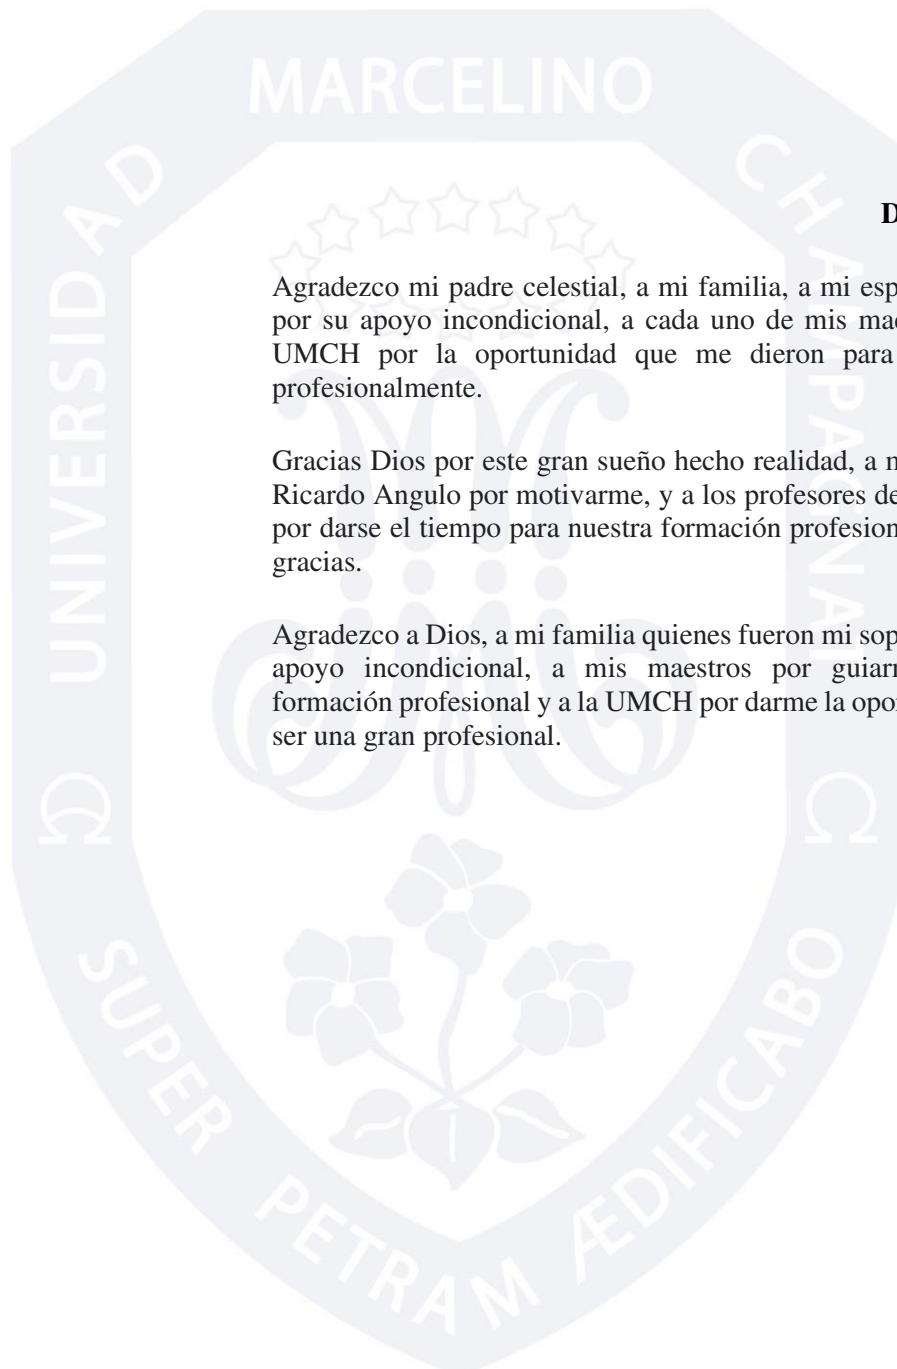 MARCELINO
UNIVERSIDAD
CHAMPAGNAT
D
Agradezco mi padre celestial, a mi familia, a mi esp
por su apoyo incondicional, a cada uno de mis mae
UMCH por la oportunidad que me dieron para
profesionalmente.
Gracias Dios por este gran sueño hecho realidad, a m
Ricardo Angulo por motivarme, y a los profesores de
por darse el tiempo para nuestra formación profesion
gracias.
Agradezco a Dios, a mi familia quienes fueron mi sop
apoyo incondicional, a mis maestros por guiar
formación profesional y a la UMCH por darme la opor
ser una gran profesional.
SUPER PETRAM ÆDIFICABO